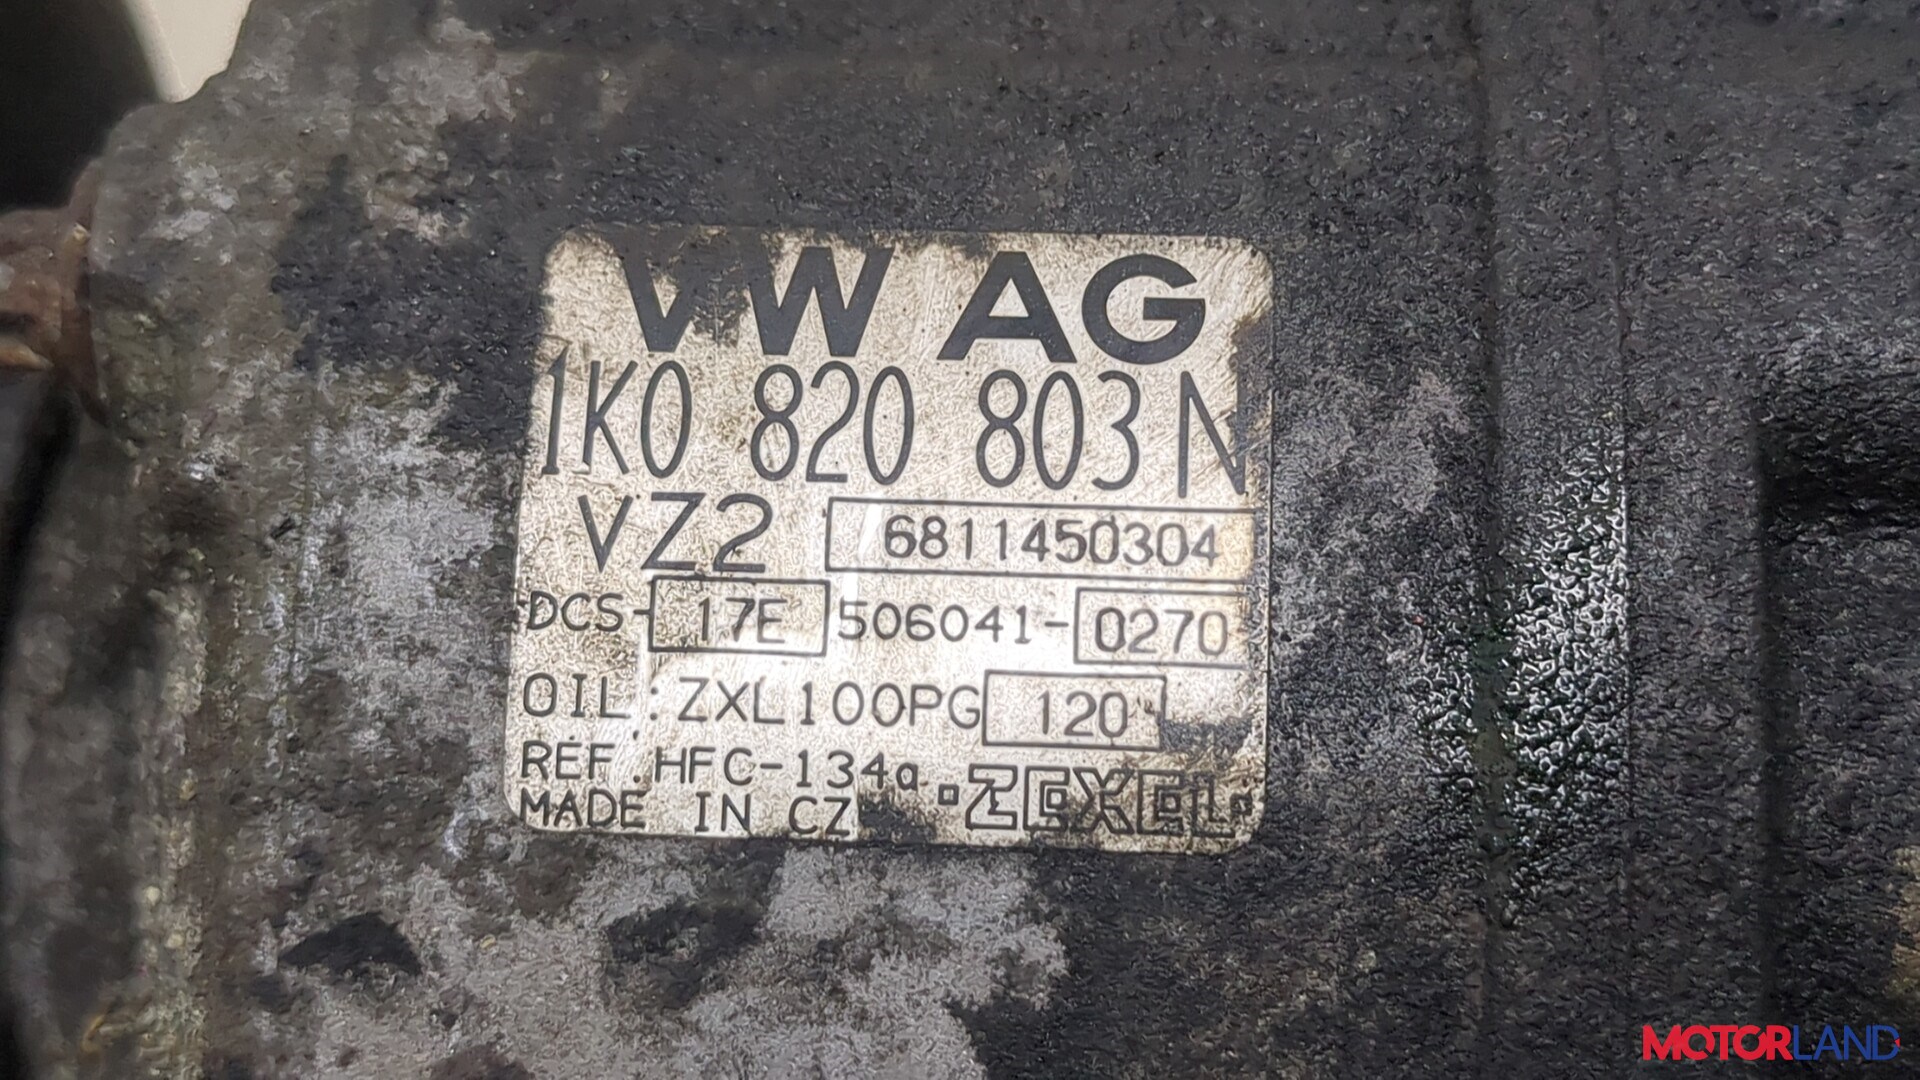 VW AG
1K0 820 803 N
VZ2 6811450304
DCS-17E 506041-0270
OIL: ZXL100PG 120
REF. HFC-134a ZEXEL
MADE IN CZ
MOTORLAND